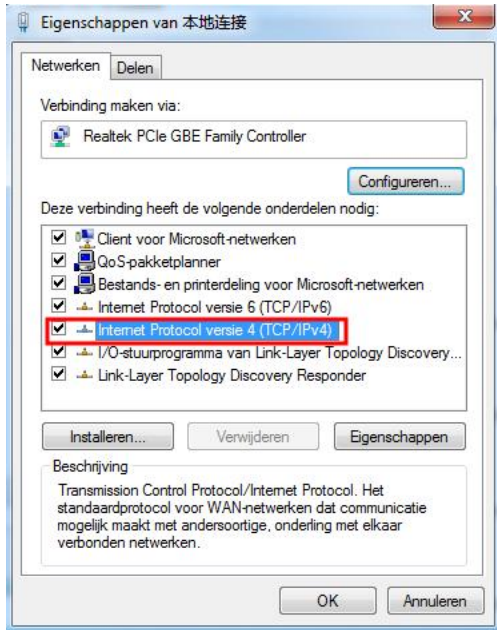 Eigenschappen van 本地连接
Netwerken Delen
Verbinding maken via:
Realtek PCIe GBE Family Controller
Configureren...
Deze verbinding heeft de volgende onderdelen nodig:
Client voor Microsoft-netwerken
QoS-pakketplanner
Bestands- en printerdeling voor Microsoft-netwerken
Internet Protocol versie 6 (TCP/IPv6)
Internet Protocol versie 4 (TCP/IPv4)
I/O-stuurprogramma van Link-Layer Topology Discovery...
Link-Layer Topology Discovery Responder
Installeren... Verwijderen Eigenschappen
Beschrijving
Transmission Control Protocol/Internet Protocol. Het
standaardprotocol voor WAN-netwerken dat communicatie
mogelijk maakt met andersoortige, onderling met elkaar
verbonden netwerken.
OK Annuleren